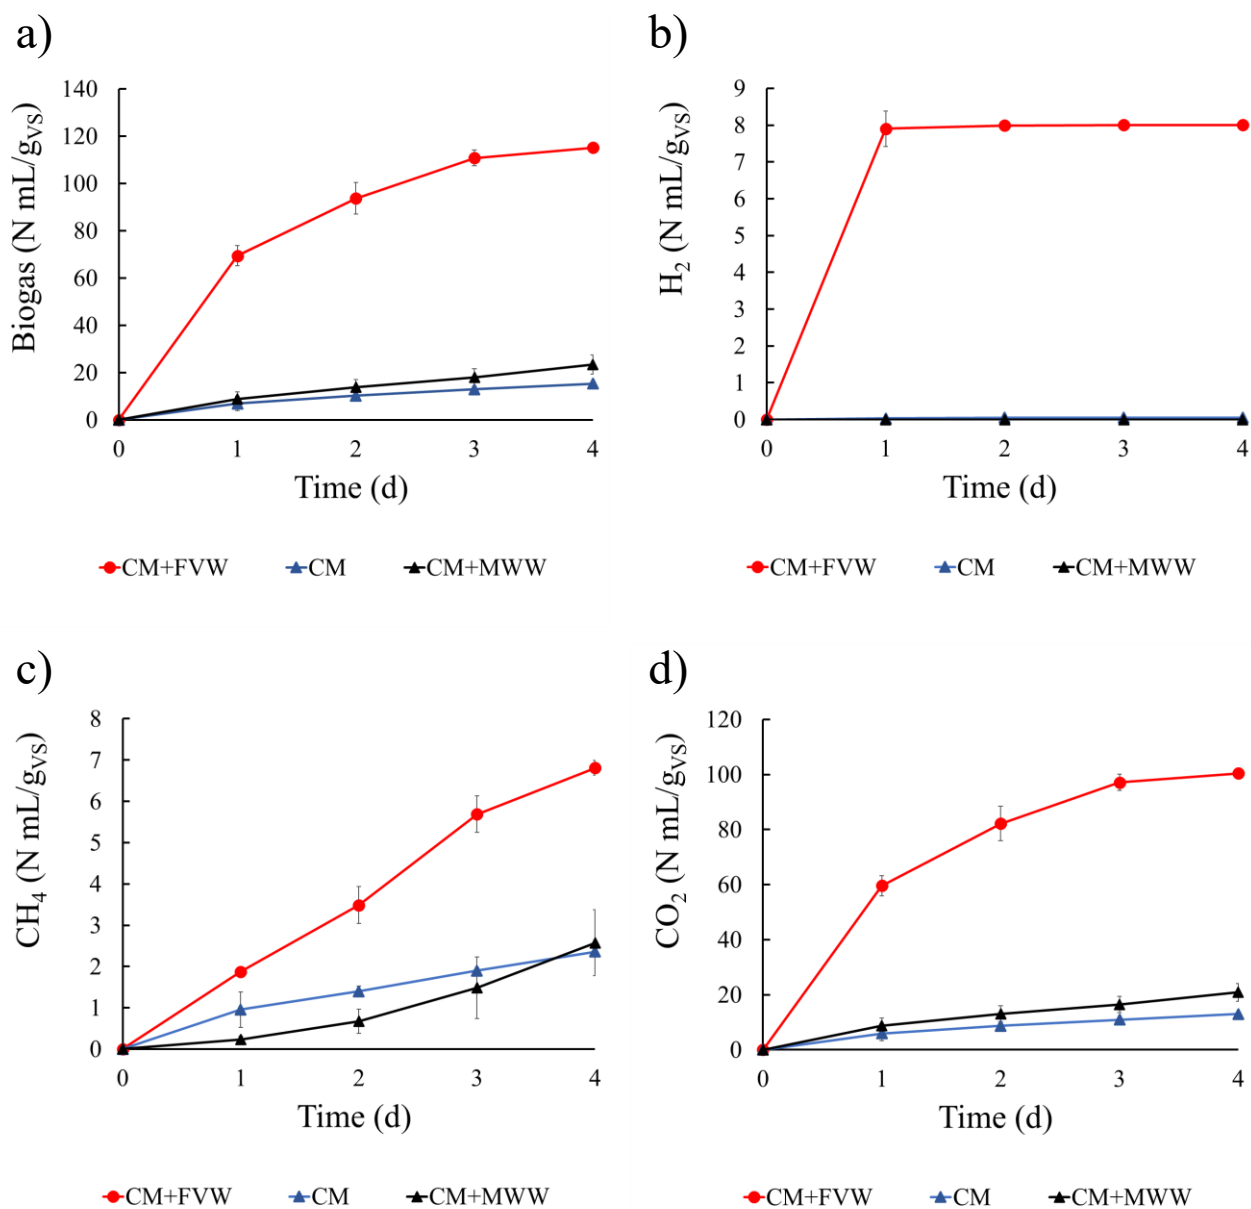 a)
Biogas (N mL/gVS)
140
120
100
80
60
40
20
0
0 1 2 3 4
Time (d)
CM+FVW CM CM+MWW
b)
H2 (N mL/gVS)
9
8
7
6
5
4
3
2
1
0
0 1 2 3 4
Time (d)
CM+FVW CM CM+MWW
c)
CH4 (N mL/gVS)
8
7
6
5
4
3
2
1
0
0 1 2 3 4
Time (d)
CM+FVW CM CM+MWW
d)
CO2 (N mL/gVS)
120
100
80
60
40
20
0
0 1 2 3 4
Time (d)
CM+FVW CM CM+MWW